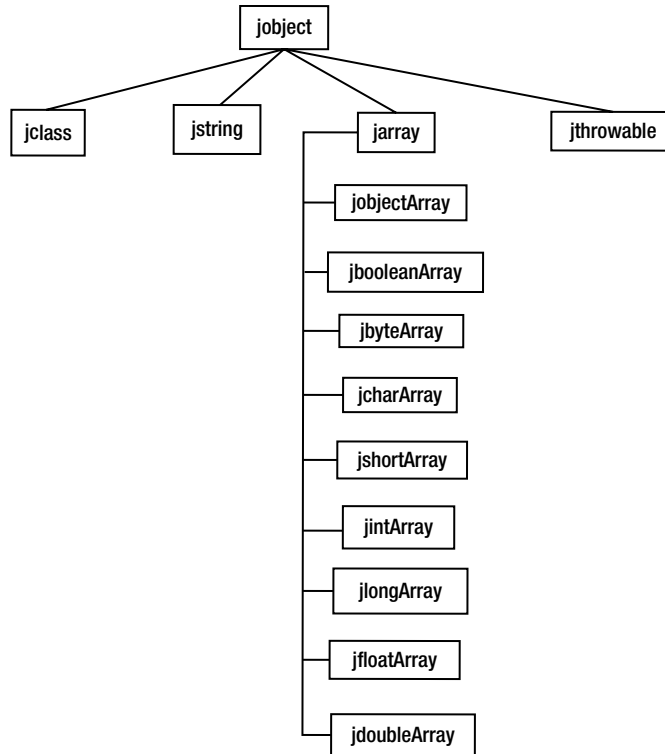 jobject
jclass
jstring
jarray
jthrowable
jobjectArray
jbooleanArray
jbyteArray
jcharArray
jshortArray
jintArray
jlongArray
jfloatArray
jdoubleArray